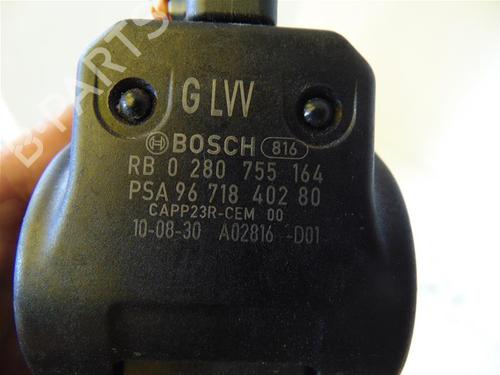 G LW
BOSCH 816
RB 0 280 755 164
PSA 96 718 402 80
CAPP23R-CEM 00
10-08-30 A02816 -D01
B-PARTS